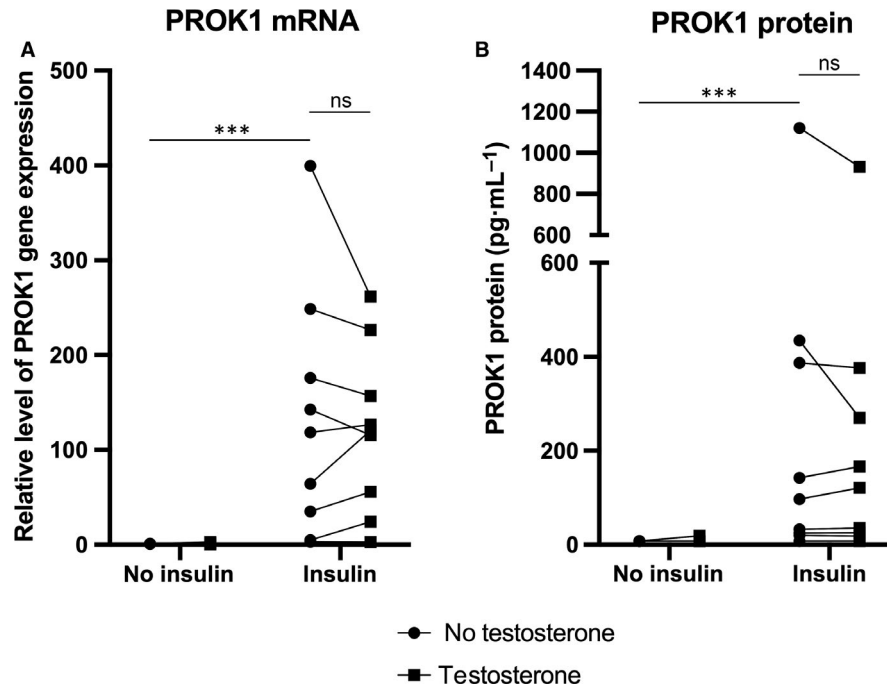 PROK1 mRNA
A
Relative level of PROK1 gene expression
500
400
300
200
100
0
***
ns
No insulin
Insulin
PROK1 protein
B
PROK1 protein (pg·mL⁻¹)
1400
1200
1000
800
600
600
400
200
0
***
ns
No insulin
Insulin
No testosterone
Testosterone